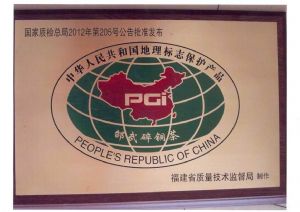 国家质检总局2012年第205号公告批准发布
中华人民共和国地理标志保护产品
PGi
邵武碎铜茶
PEOPLE'S REPUBLIC OF CHINA
福建省质量技术监督局 制作